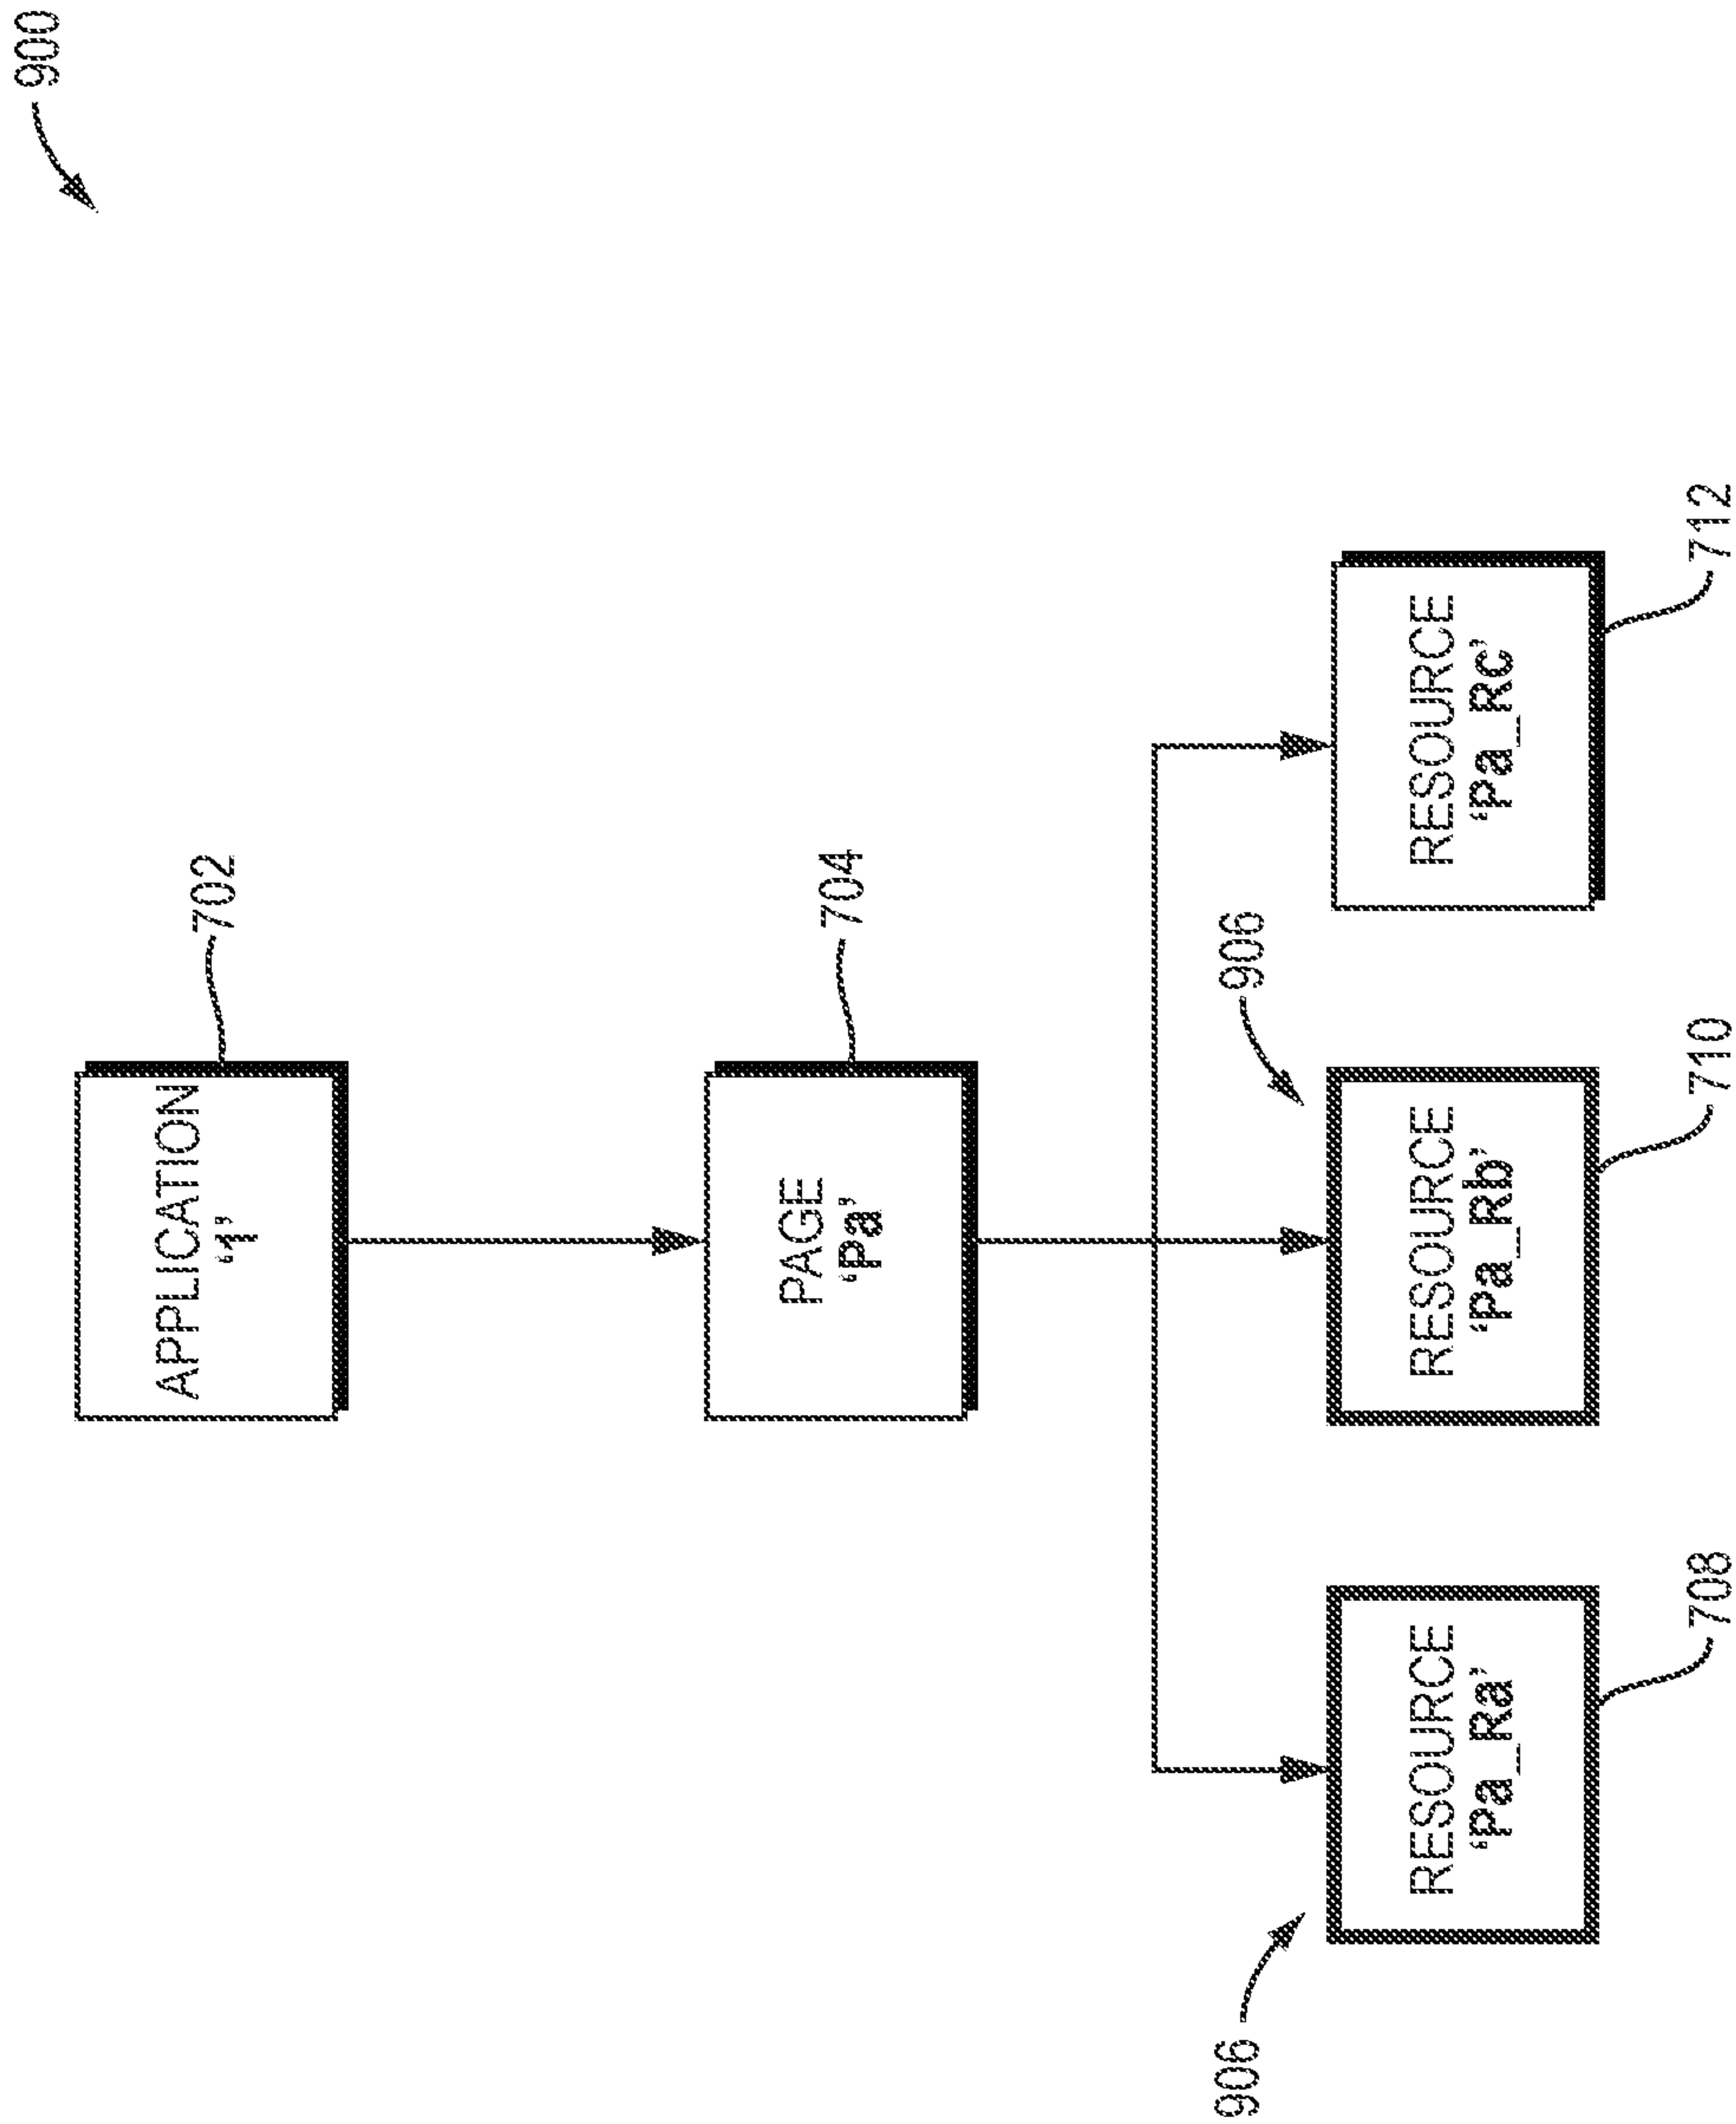 900
APPLICATION
‘1’
702
PAGE
‘Pa’
704
906
906
RESOURCE
‘Pa_Ra’
708
RESOURCE
‘Pa_Rb’
710
RESOURCE
‘Pa_Rc’
712